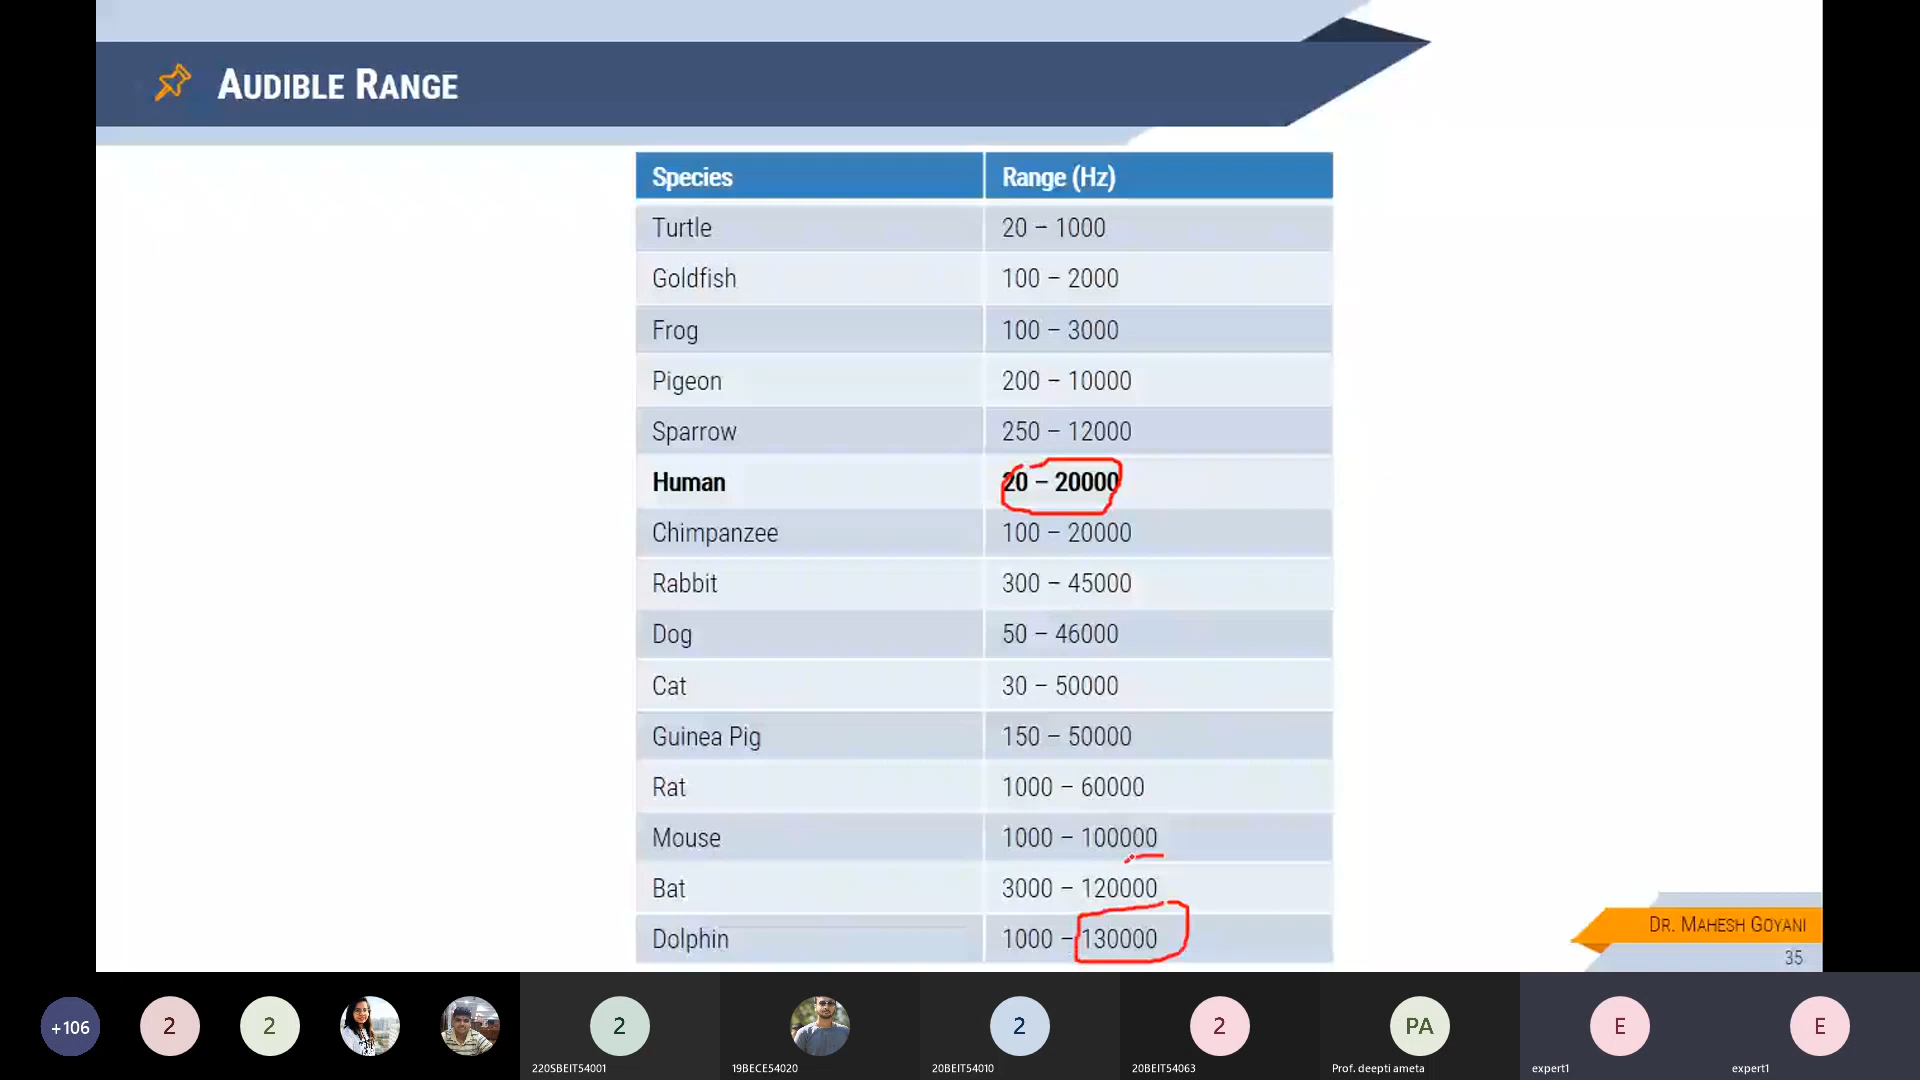 AUDIBLE RANGE
Species Range (Hz)
Turtle 20 – 1000
Goldfish 100 – 2000
Frog 100 – 3000
Pigeon 200 – 10000
Sparrow 250 – 12000
Human 20 – 20000
Chimpanzee 100 – 20000
Rabbit 300 – 45000
Dog 50 – 46000
Cat 30 – 50000
Guinea Pig 150 – 50000
Rat 1000 – 60000
Mouse 1000 – 100000
Bat 3000 – 120000
Dolphin 1000 – 130000
DR. MAHESH GOYANI
35
+106 2 2 2 2 2 PA E E
220SBEIT54001 19BECE54020 20BEIT54010 20BEIT54063 Prof. deepti ameta expert1 expert1